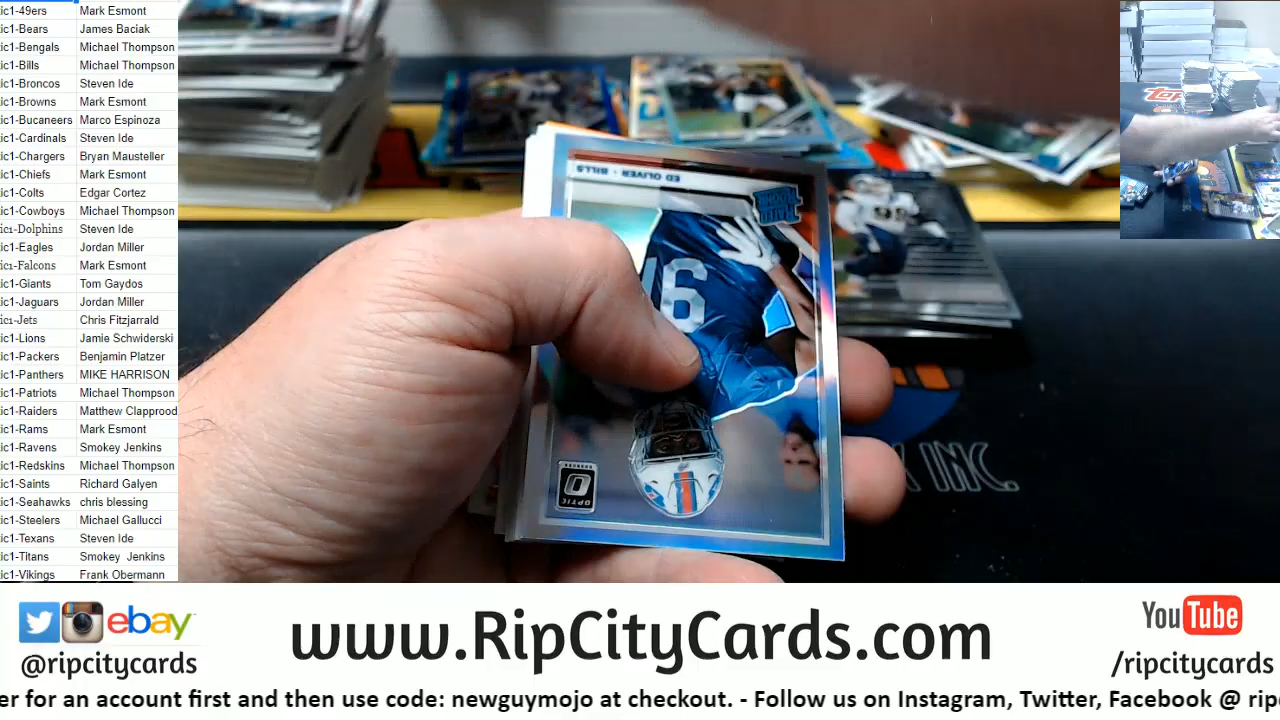 ic1-49ers Mark Esmont
ic1-Bears James Baciak
ic1-Bengals Michael Thompson
ic1-Bills Michael Thompson
ic1-Broncos Steven Ide
ic1-Browns Mark Esmont
ic1-Bucaneers Marco Espinoza
ic1-Cardinals Steven Ide
ic1-Chargers Bryan Mausteller
ic1-Chiefs Mark Esmont
ic1-Colts Edgar Cortez
ic1-Cowboys Michael Thompson
ic1-Dolphins Steven Ide
ic1-Eagles Jordan Miller
ic1-Falcons Mark Esmont
ic1-Giants Tom Gaydos
ic1-Jaguars Jordan Miller
ic1-Jets Chris Fitzjarrald
ic1-Lions Jamie Schwiderski
ic1-Packers Benjamin Platzer
ic1-Panthers MIKE HARRISON
ic1-Patriots Michael Thompson
ic1-Raiders Matthew Clapprood
ic1-Rams Mark Esmont
ic1-Ravens Smokey Jenkins
ic1-Redskins Michael Thompson
ic1-Saints Richard Galyen
ic1-Seahawks chris blessing
ic1-Steelers Michael Gallucci
ic1-Texans Steven Ide
ic1-Titans Smokey Jenkins
ic1-Vikings Frank Obermann
ED OLIVER · BILLS
RATED ROOKIE
91
DONRUSS
OPTIC
INC.
ebay
@ripcitycards
www.RipCityCards.com
YouTube
/ripcitycards
er for an account first and then use code: newguymojo at checkout. - Follow us on Instagram, Twitter, Facebook @ rip